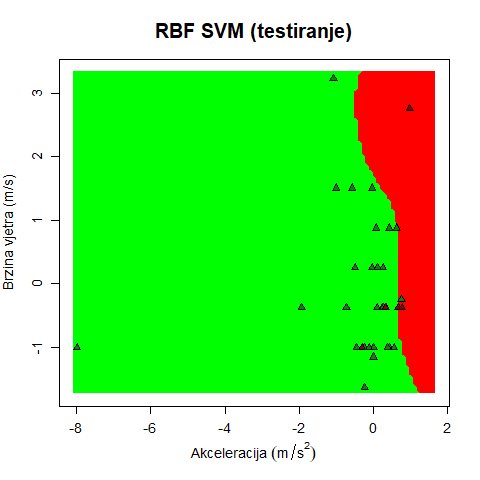 RBF SVM (testiranje)
Brzina vjetra (m/s)
3
2
1
0
-1
-8 -6 -4 -2 0 2
Akceleracija (m/s²)